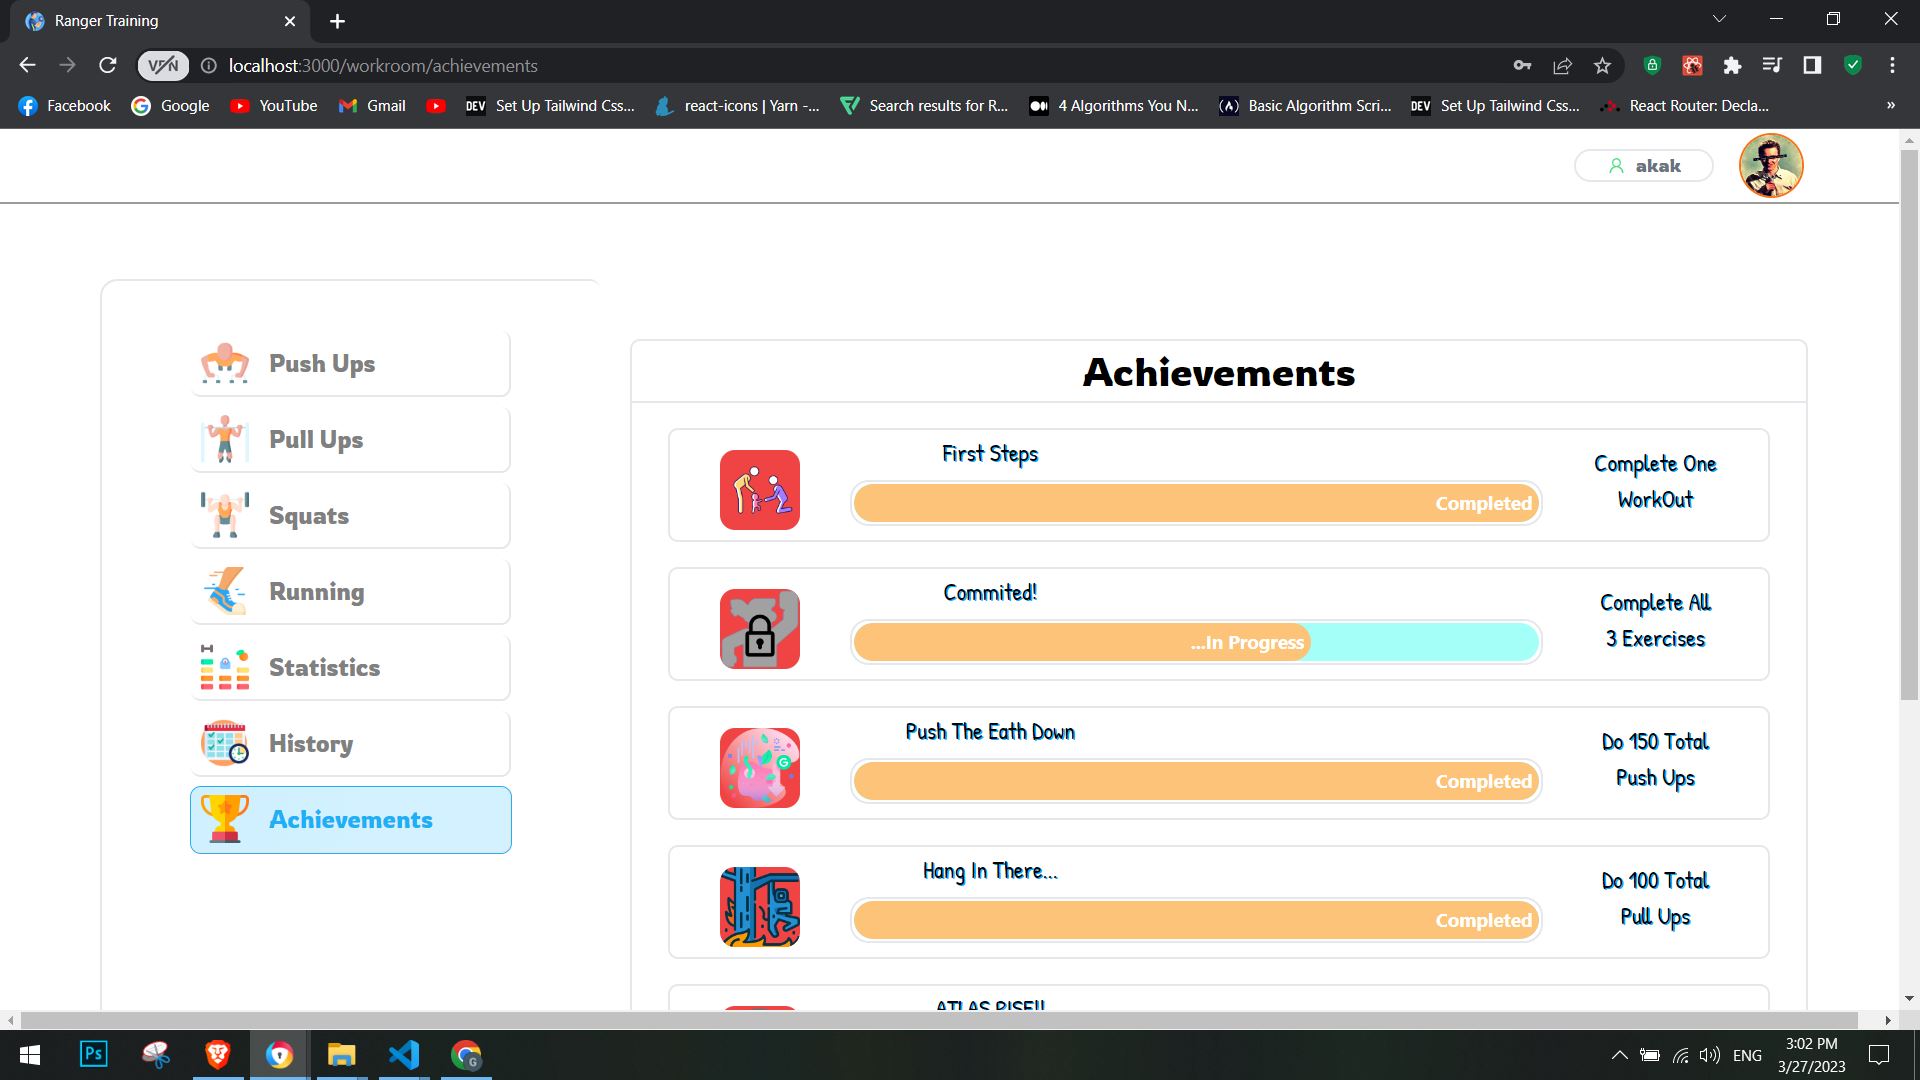 Ranger Training
VPN
localhost:3000/workroom/achievements
Facebook
Google
YouTube
Gmail
DEV Set Up Tailwind Css...
react-icons | Yarn -...
Search results for R...
4 Algorithms You N...
(Λ) Basic Algorithm Scri...
DEV Set Up Tailwind Css...
React Router: Decla...
»
akak
Push Ups
Pull Ups
Squats
Running
Statistics
History
Achievements
Achievements
First Steps
Completed
Complete One
WorkOut
Commited!
...In Progress
Complete All
3 Exercises
Push The Eath Down
Completed
Do 150 Total
Push Ups
Hang In There...
Completed
Do 100 Total
Pull Ups
ATLAS RISE!!
Ps
G
ENG
3:02 PM
3/27/2023